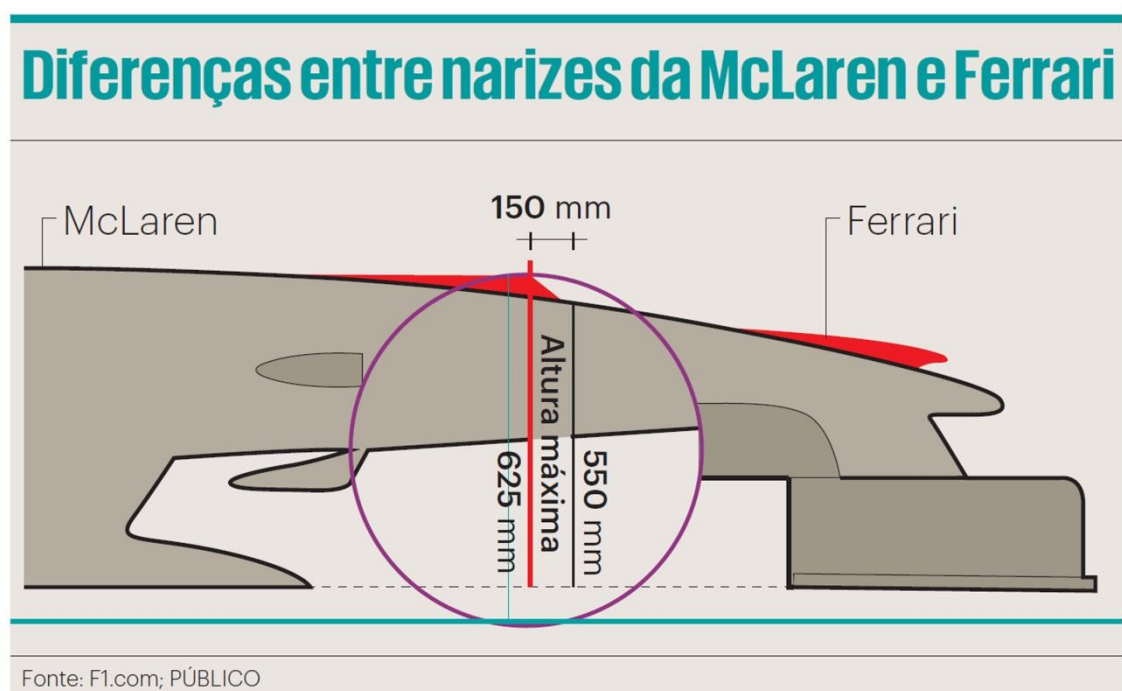 Diferenças entre narizes da McLaren e Ferrari
McLaren
150 mm
Ferrari
Altura máxima
625 mm
550 mm
Fonte: F1.com; PÚBLICO